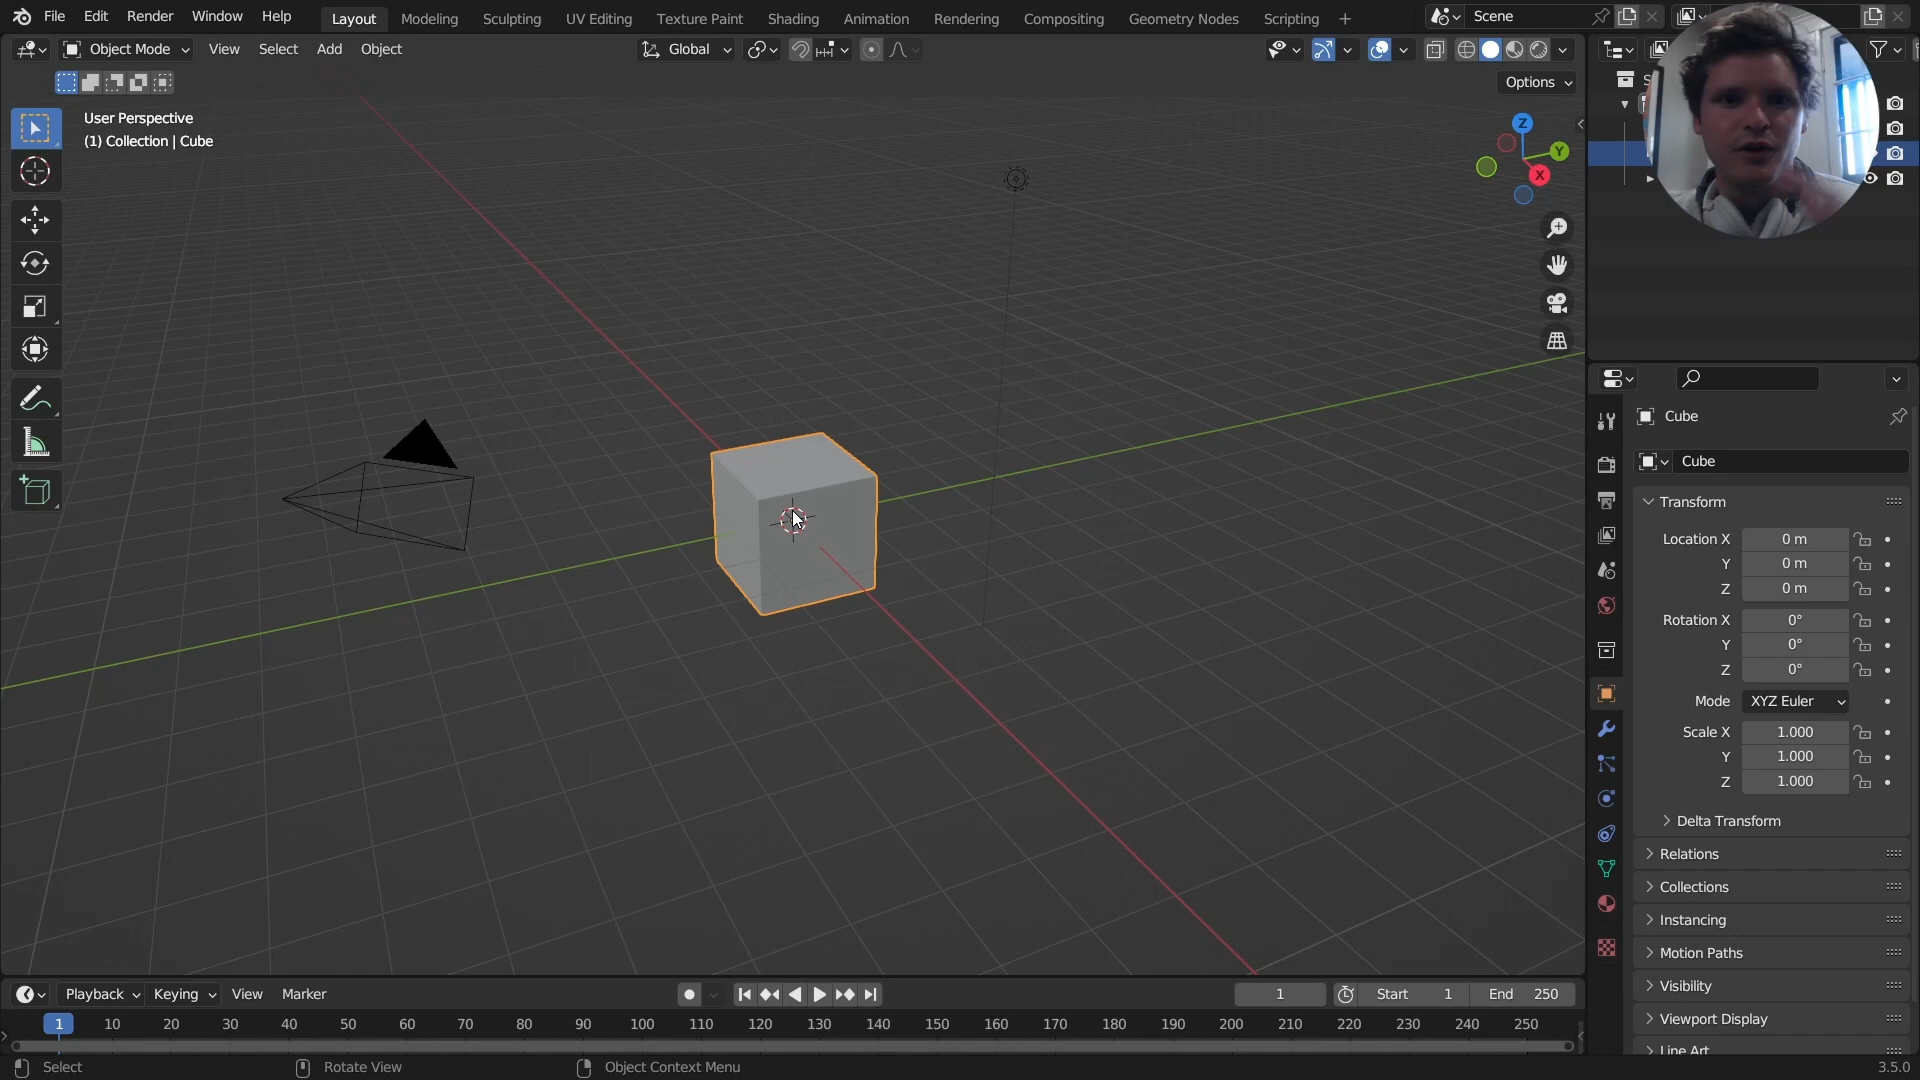 File Edit Render Window Help Layout Modeling Sculpting UV Editing Texture Paint Shading Animation Rendering Compositing Geometry Nodes Scripting + Scene
Object Mode View Select Add Object Global
Options
User Perspective
(1) Collection | Cube
Z
Y
X
Cube
Cube
Transform
Location X 0 m
Y 0 m
Z 0 m
Rotation X 0°
Y 0°
Z 0°
Mode XYZ Euler
Scale X 1.000
Y 1.000
Z 1.000
Delta Transform
Relations
Collections
Instancing
Motion Paths
Visibility
Viewport Display
Line Art
Playback Keying View Marker 1 Start 1 End 250
1 10 20 30 40 50 60 70 80 90 100 110 120 130 140 150 160 170 180 190 200 210 220 230 240 250
Select Rotate View Object Context Menu 3.5.0